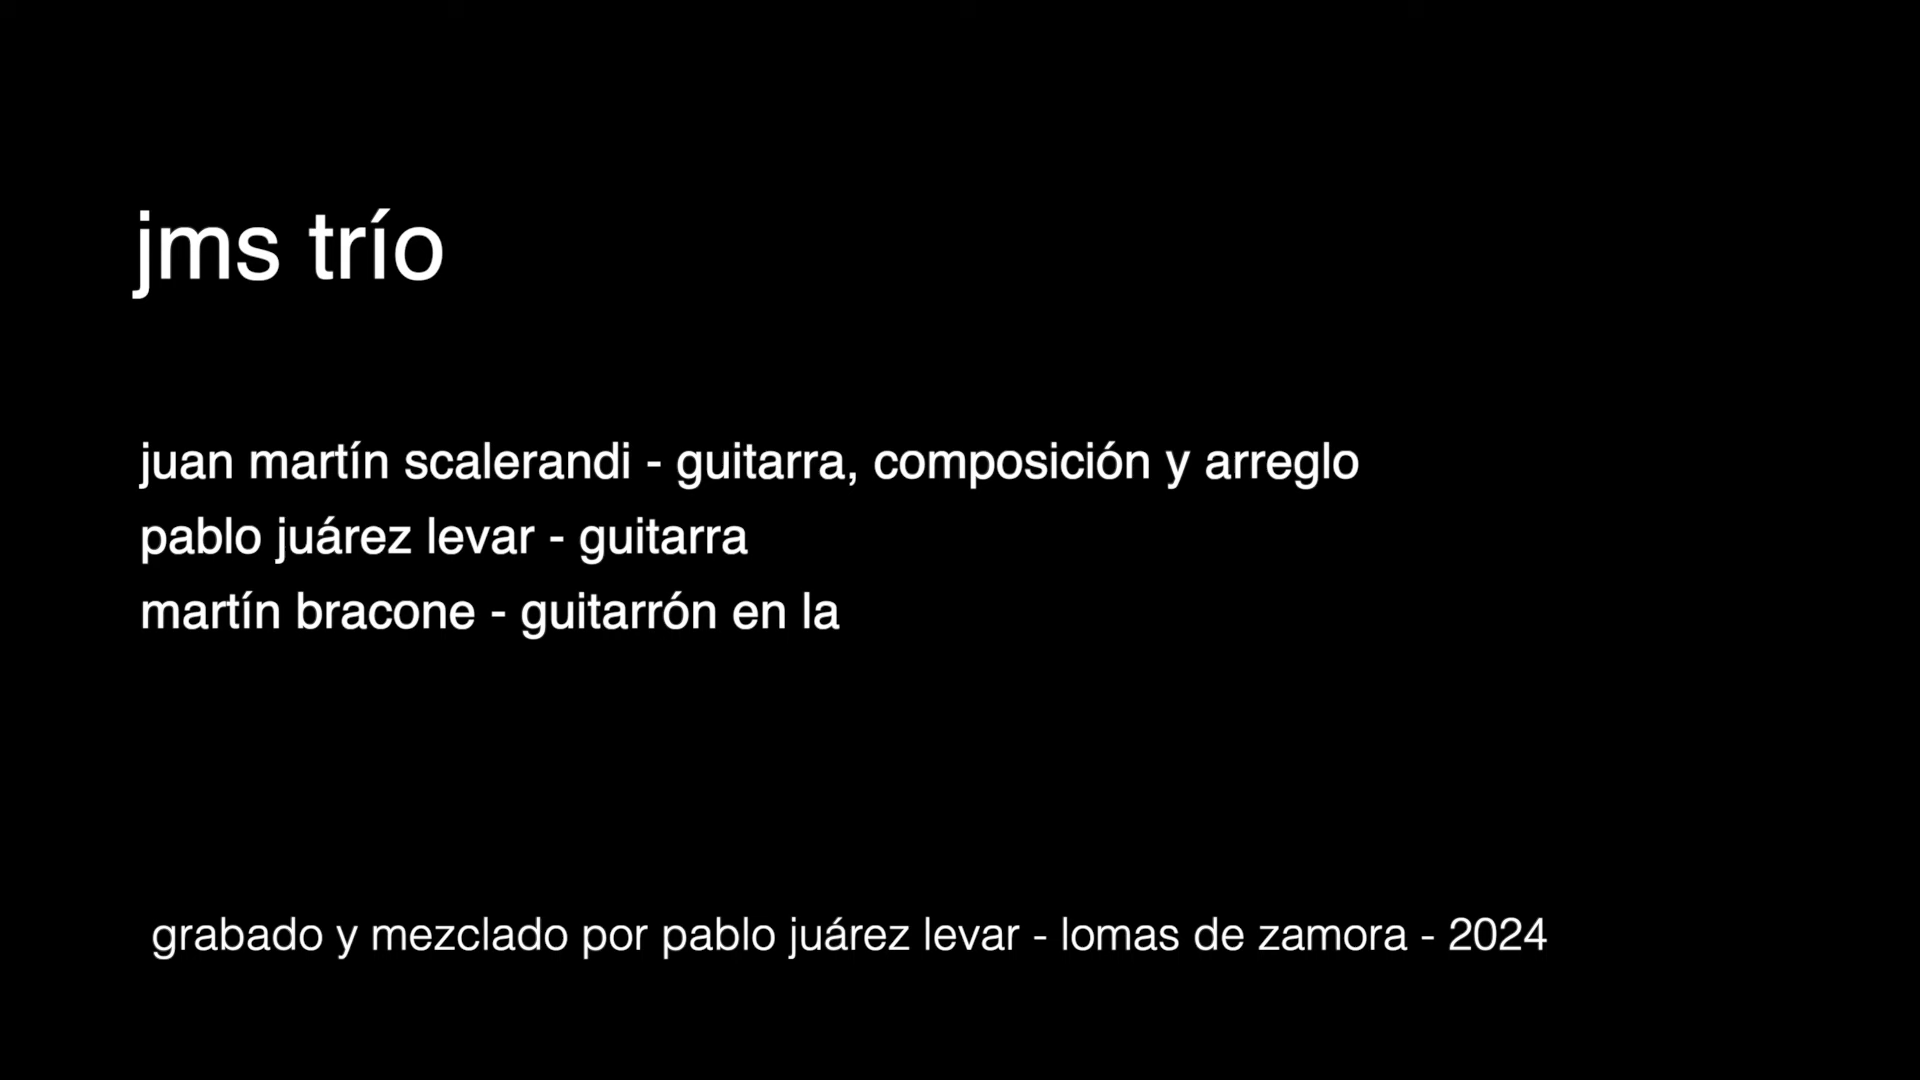 jms trío
juan martín scalerandi - guitarra, composición y arreglo
pablo juárez levar - guitarra
martín bracone - guitarrón en la
grabado y mezclado por pablo juárez levar - lomas de zamora - 2024